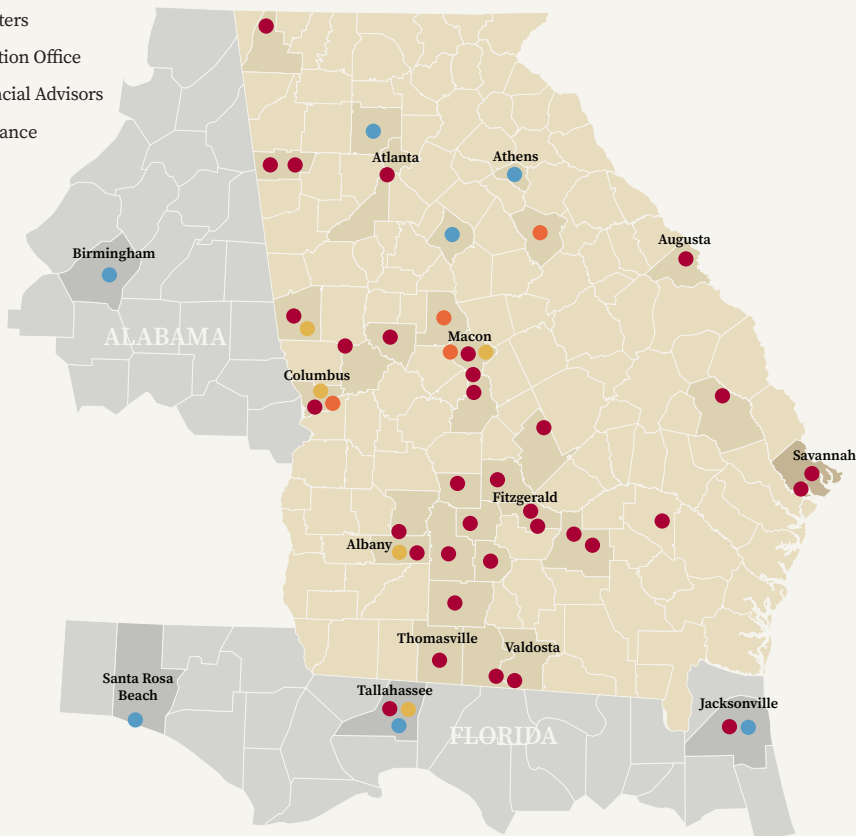 ters
tion Office
ncial Advisors
ance
Atlanta
Athens
Birmingham
Augusta
ALABAMA
Macon
Columbus
Savannah
Fitzgerald
Albany
Thomasville
Valdosta
Santa Rosa
Beach
Tallahassee
Jacksonville
FLORIDA